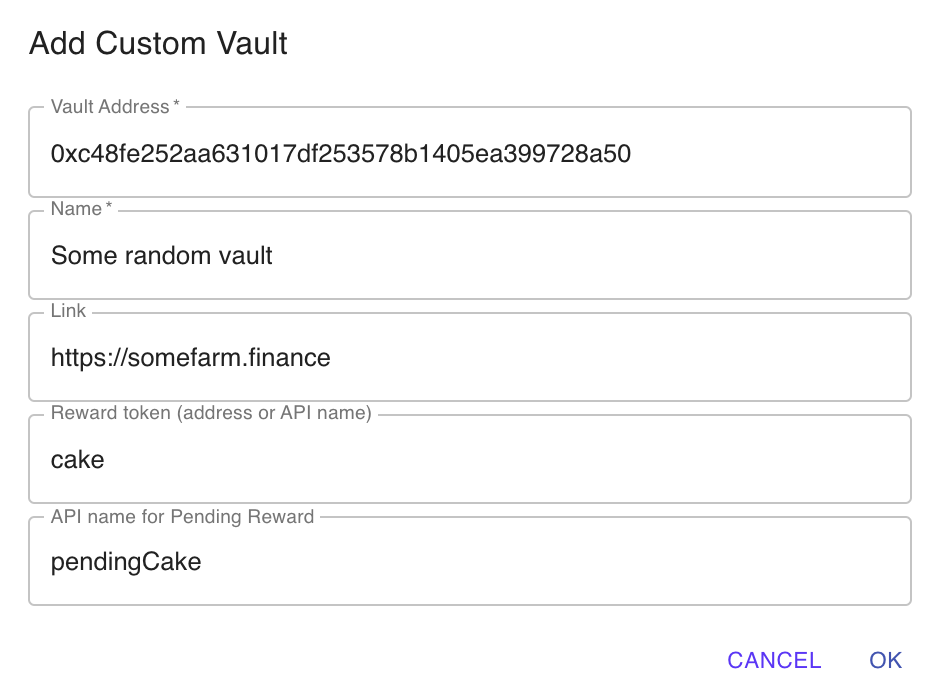 Add Custom Vault
Vault Address *
0xc48fe252aa631017df253578b1405ea399728a50
Name *
Some random vault
Link
https://somefarm.finance
Reward token (address or API name)
cake
API name for Pending Reward
pendingCake
CANCEL OK